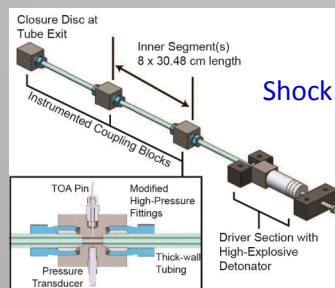 Closure Disc at
Tube Exit
Inner Segment(s)
8 x 30.48 cm length
Shock
Instrumented Coupling Blocks
TOA Pin
Modified
High-Pressure
Fittings
Pressure
Transducer
Thick-wall
Tubing
Driver Section with
High-Explosive
Detonator